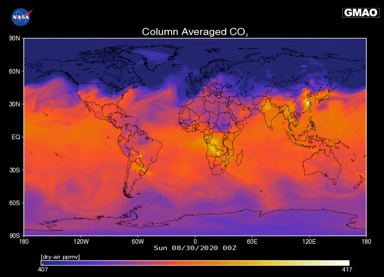 NASA
GMAO
Column Averaged CO₂
90N
60N
30N
EQ
30S
60S
90S
180 120W 60W 0 60E 120E 180
Sun 08/30/2020 00Z
[dry-air ppmv]
407 417